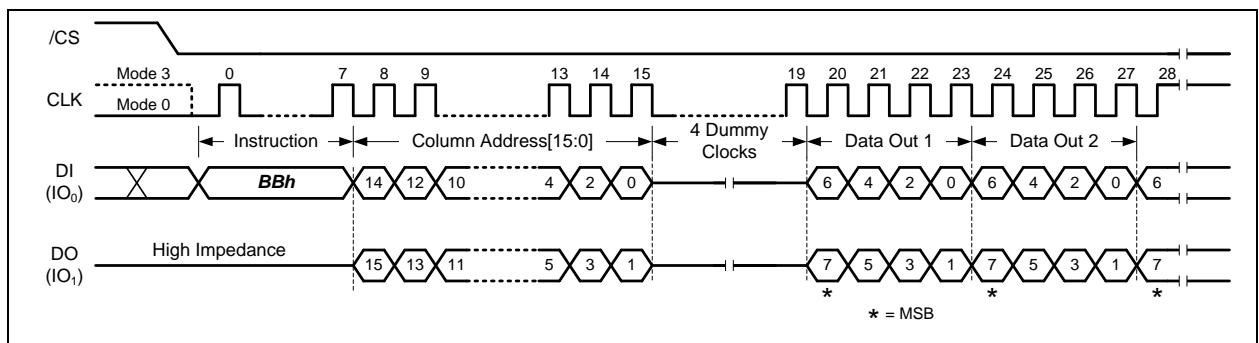 /CS
Mode 3 0 7 8 9 13 14 15 19 20 21 22 23 24 25 26 27 28
CLK
Mode 0
Instruction Column Address[15:0] 4 Dummy Clocks Data Out 1 Data Out 2
DI (IO0) BBh 14 12 10 4 2 0 6 4 2 0 6 4 2 0 6
High Impedance
DO (IO1) 15 13 11 5 3 1 7 5 3 1 7 5 3 1 7
* * *
* = MSB